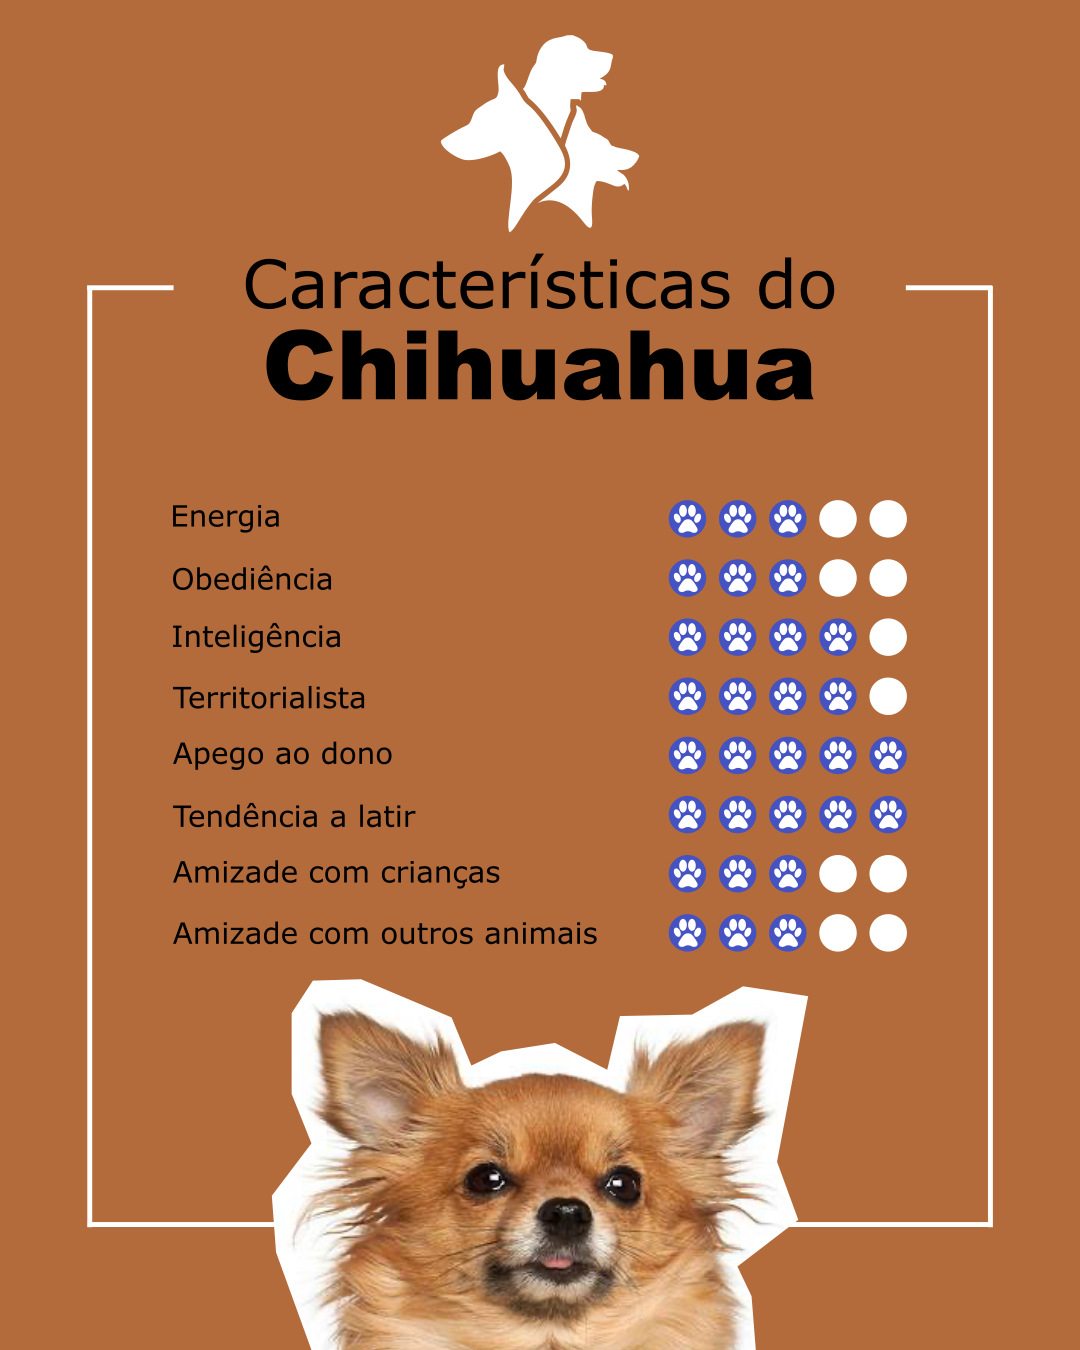 Características do
Chihuahua
Energia
Obediência
Inteligência
Territorialista
Apego ao dono
Tendência a latir
Amizade com crianças
Amizade com outros animais